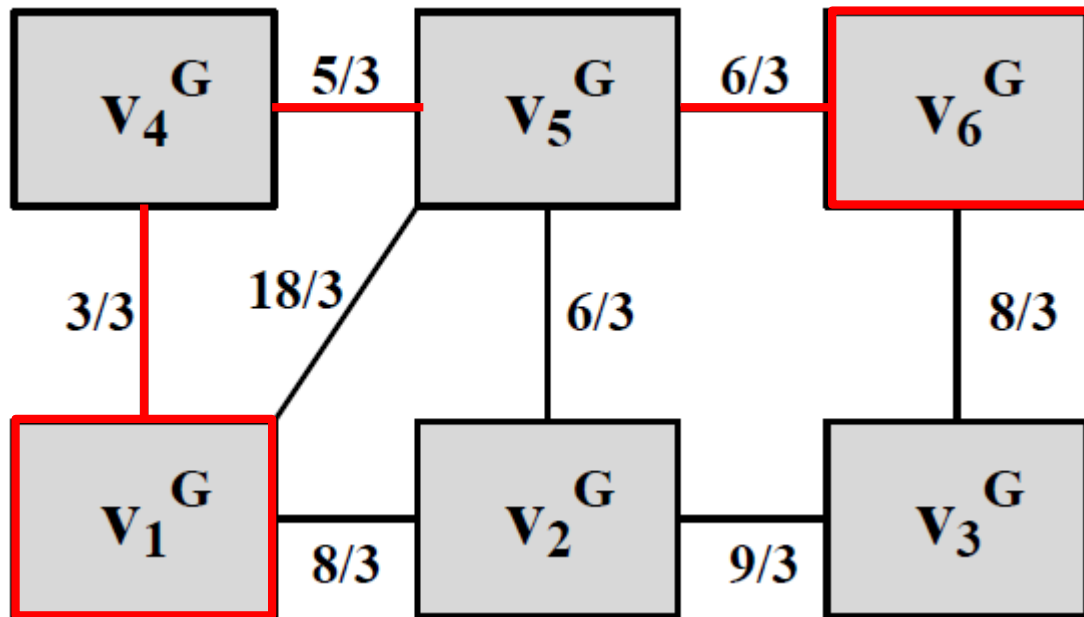 v₄ᴳ 5/3 v₅ᴳ 6/3 v₆ᴳ
3/3 18/3 6/3 8/3
v₁ᴳ 8/3 v₂ᴳ 9/3 v₃ᴳ